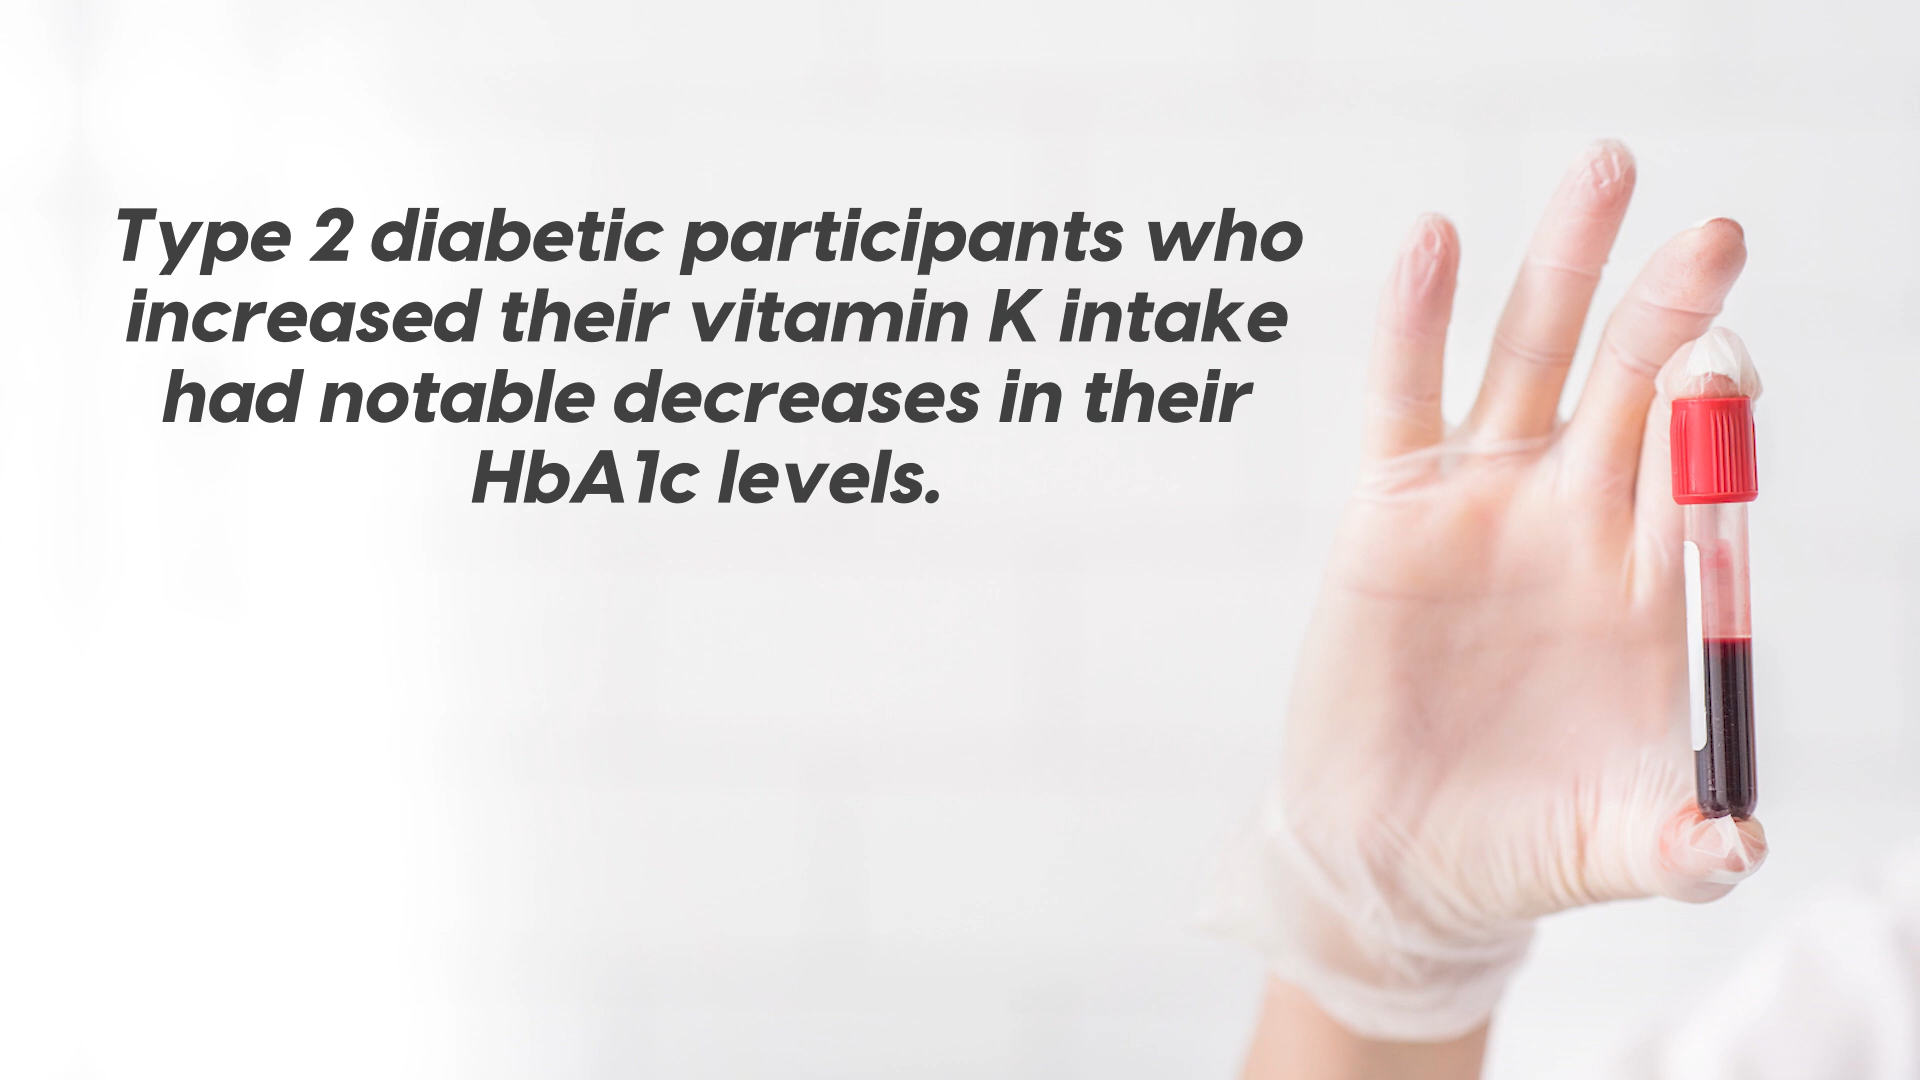 Type 2 diabetic participants who
increased their vitamin K intake
had notable decreases in their
HbA1c levels.